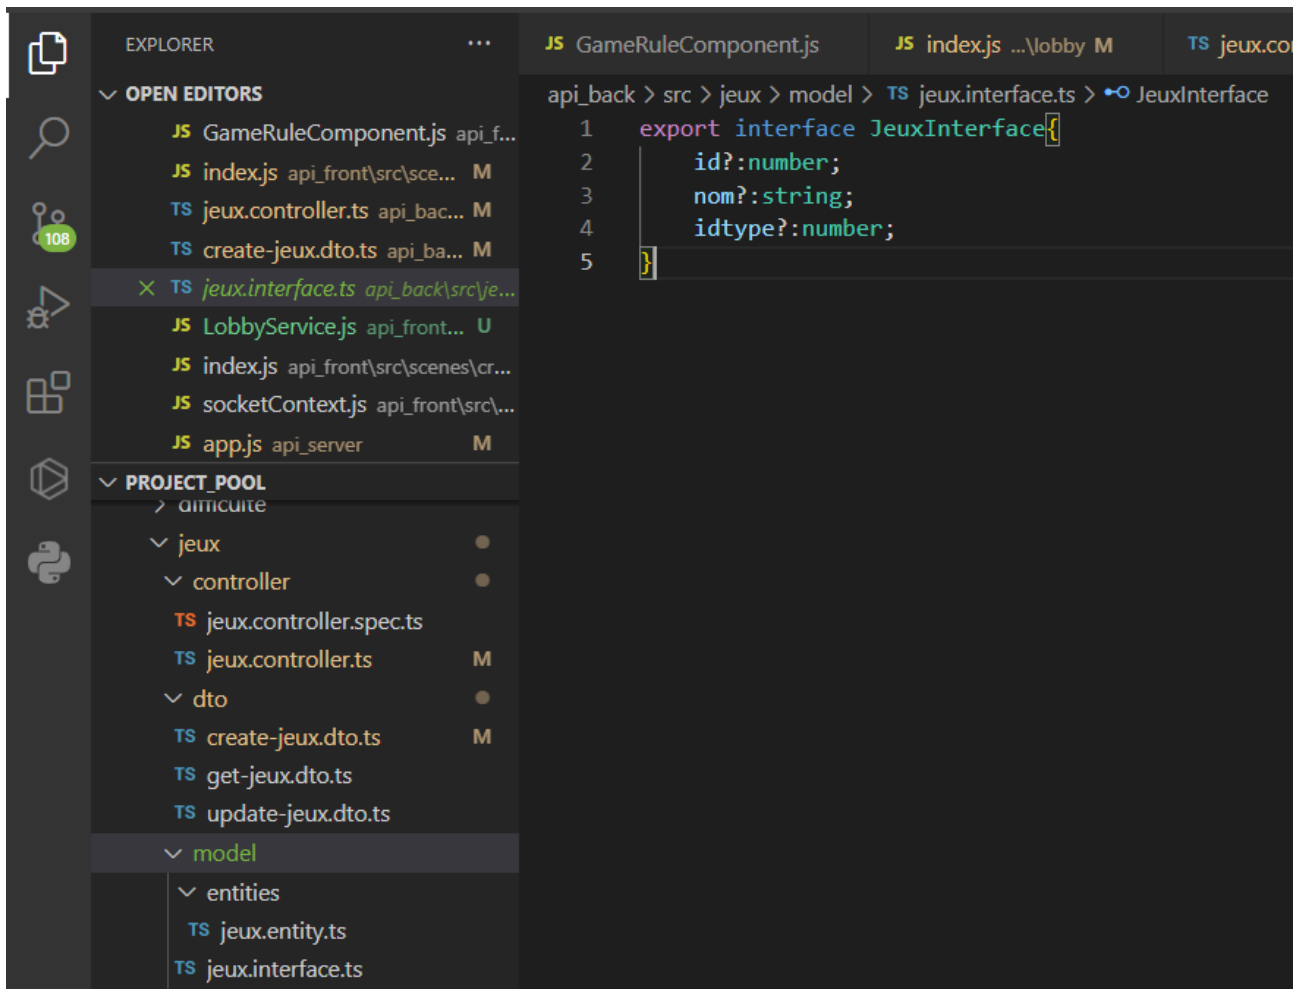 EXPLORER ...
OPEN EDITORS
JS GameRuleComponent.js api_f...
JS index.js api_front\src\sce... M
TS jeux.controller.ts api_bac... M
TS create-jeux.dto.ts api_ba... M
TS jeux.interface.ts api_back\src\je...
JS LobbyService.js api_front... U
JS index.js api_front\src\scenes\cr...
JS socketContext.js api_front\src\...
JS app.js api_server M
108
PROJECT_POOL
difficulte
jeux
controller
TS jeux.controller.spec.ts
TS jeux.controller.ts M
dto
TS create-jeux.dto.ts M
TS get-jeux.dto.ts
TS update-jeux.dto.ts
model
entities
TS jeux.entity.ts
TS jeux.interface.ts
JS GameRuleComponent.js JS index.js ...\lobby M TS jeux.co
api_back > src > jeux > model > TS jeux.interface.ts > JeuxInterface
1 export interface JeuxInterface{
2 id?:number;
3 nom?:string;
4 idtype?:number;
5 }